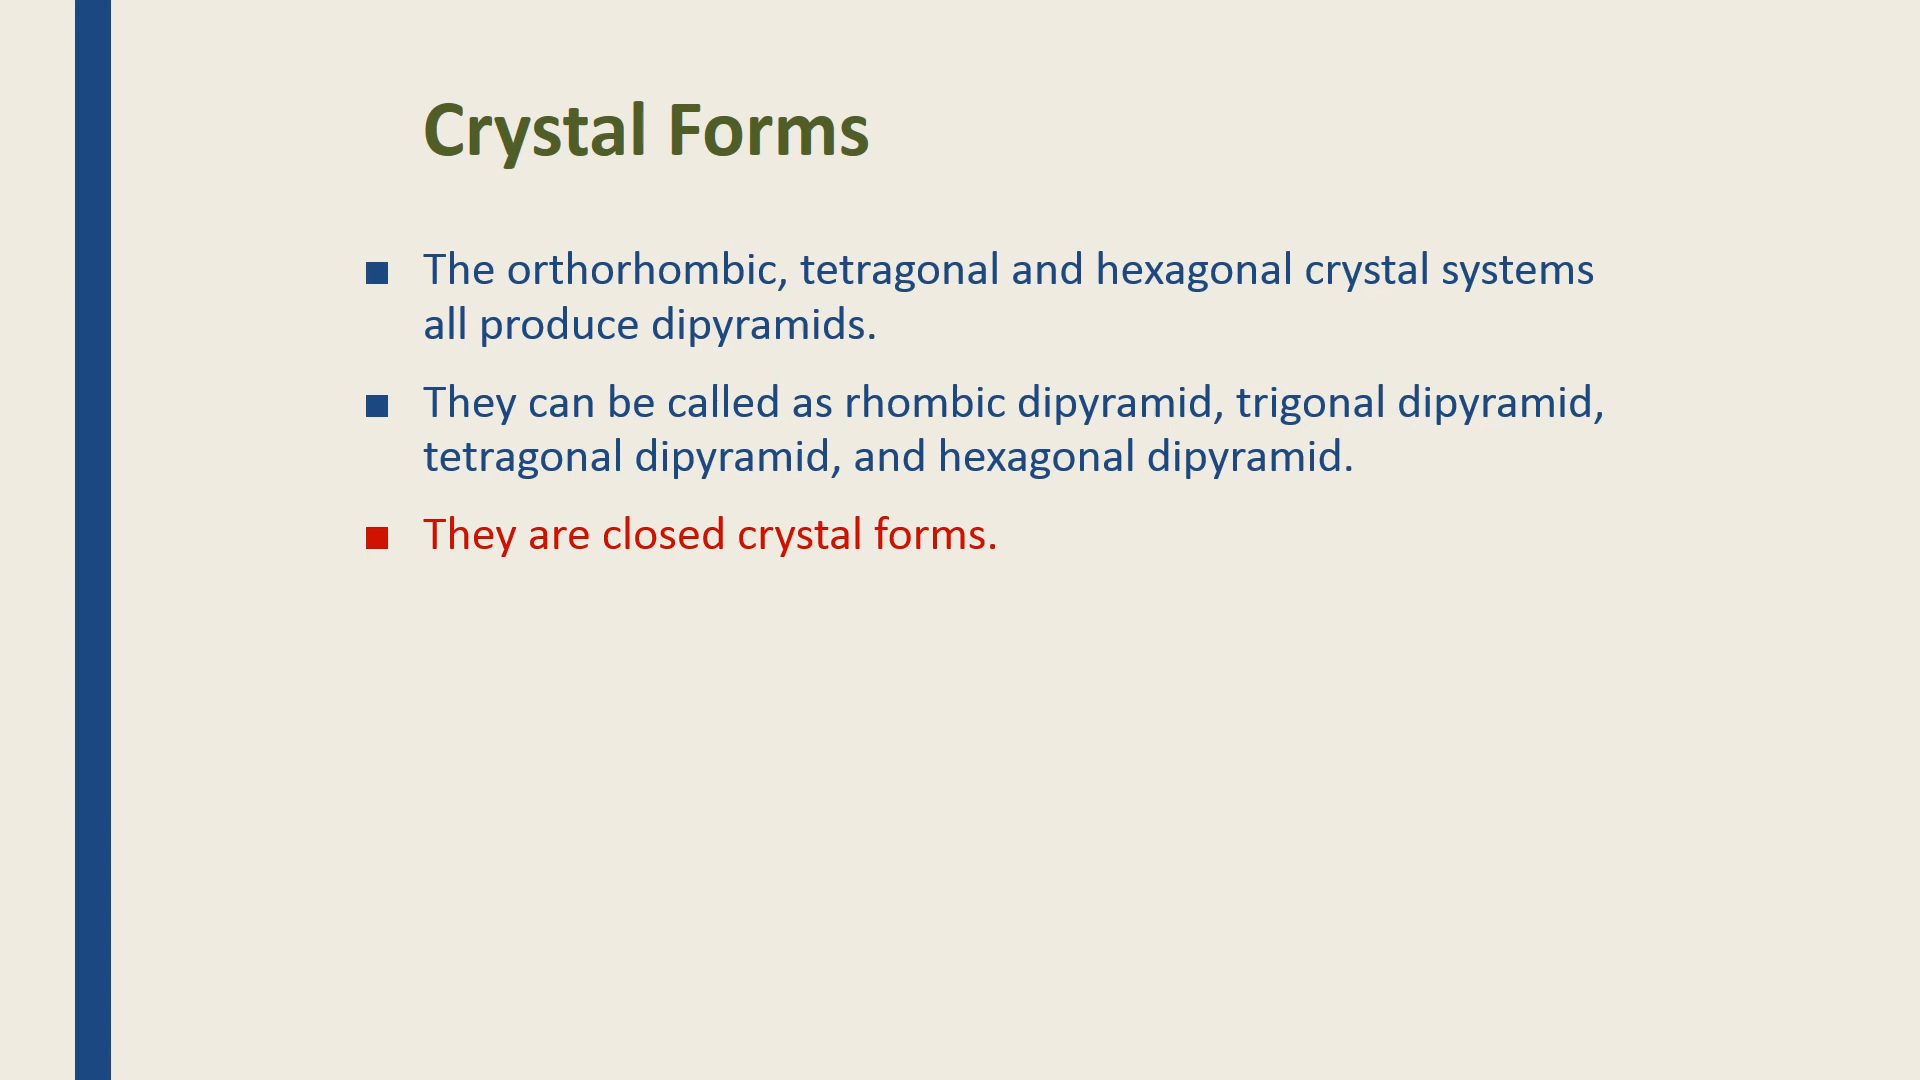 Crystal Forms
■ The orthorhombic, tetragonal and hexagonal crystal systems
all produce dipyramids.
■ They can be called as rhombic dipyramid, trigonal dipyramid,
tetragonal dipyramid, and hexagonal dipyramid.
■ They are closed crystal forms.